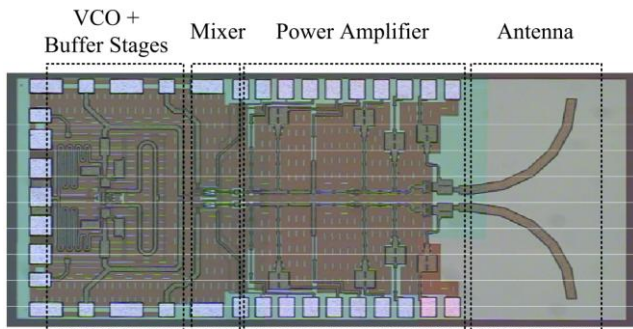 VCO +
Buffer Stages
Mixer
Power Amplifier
Antenna